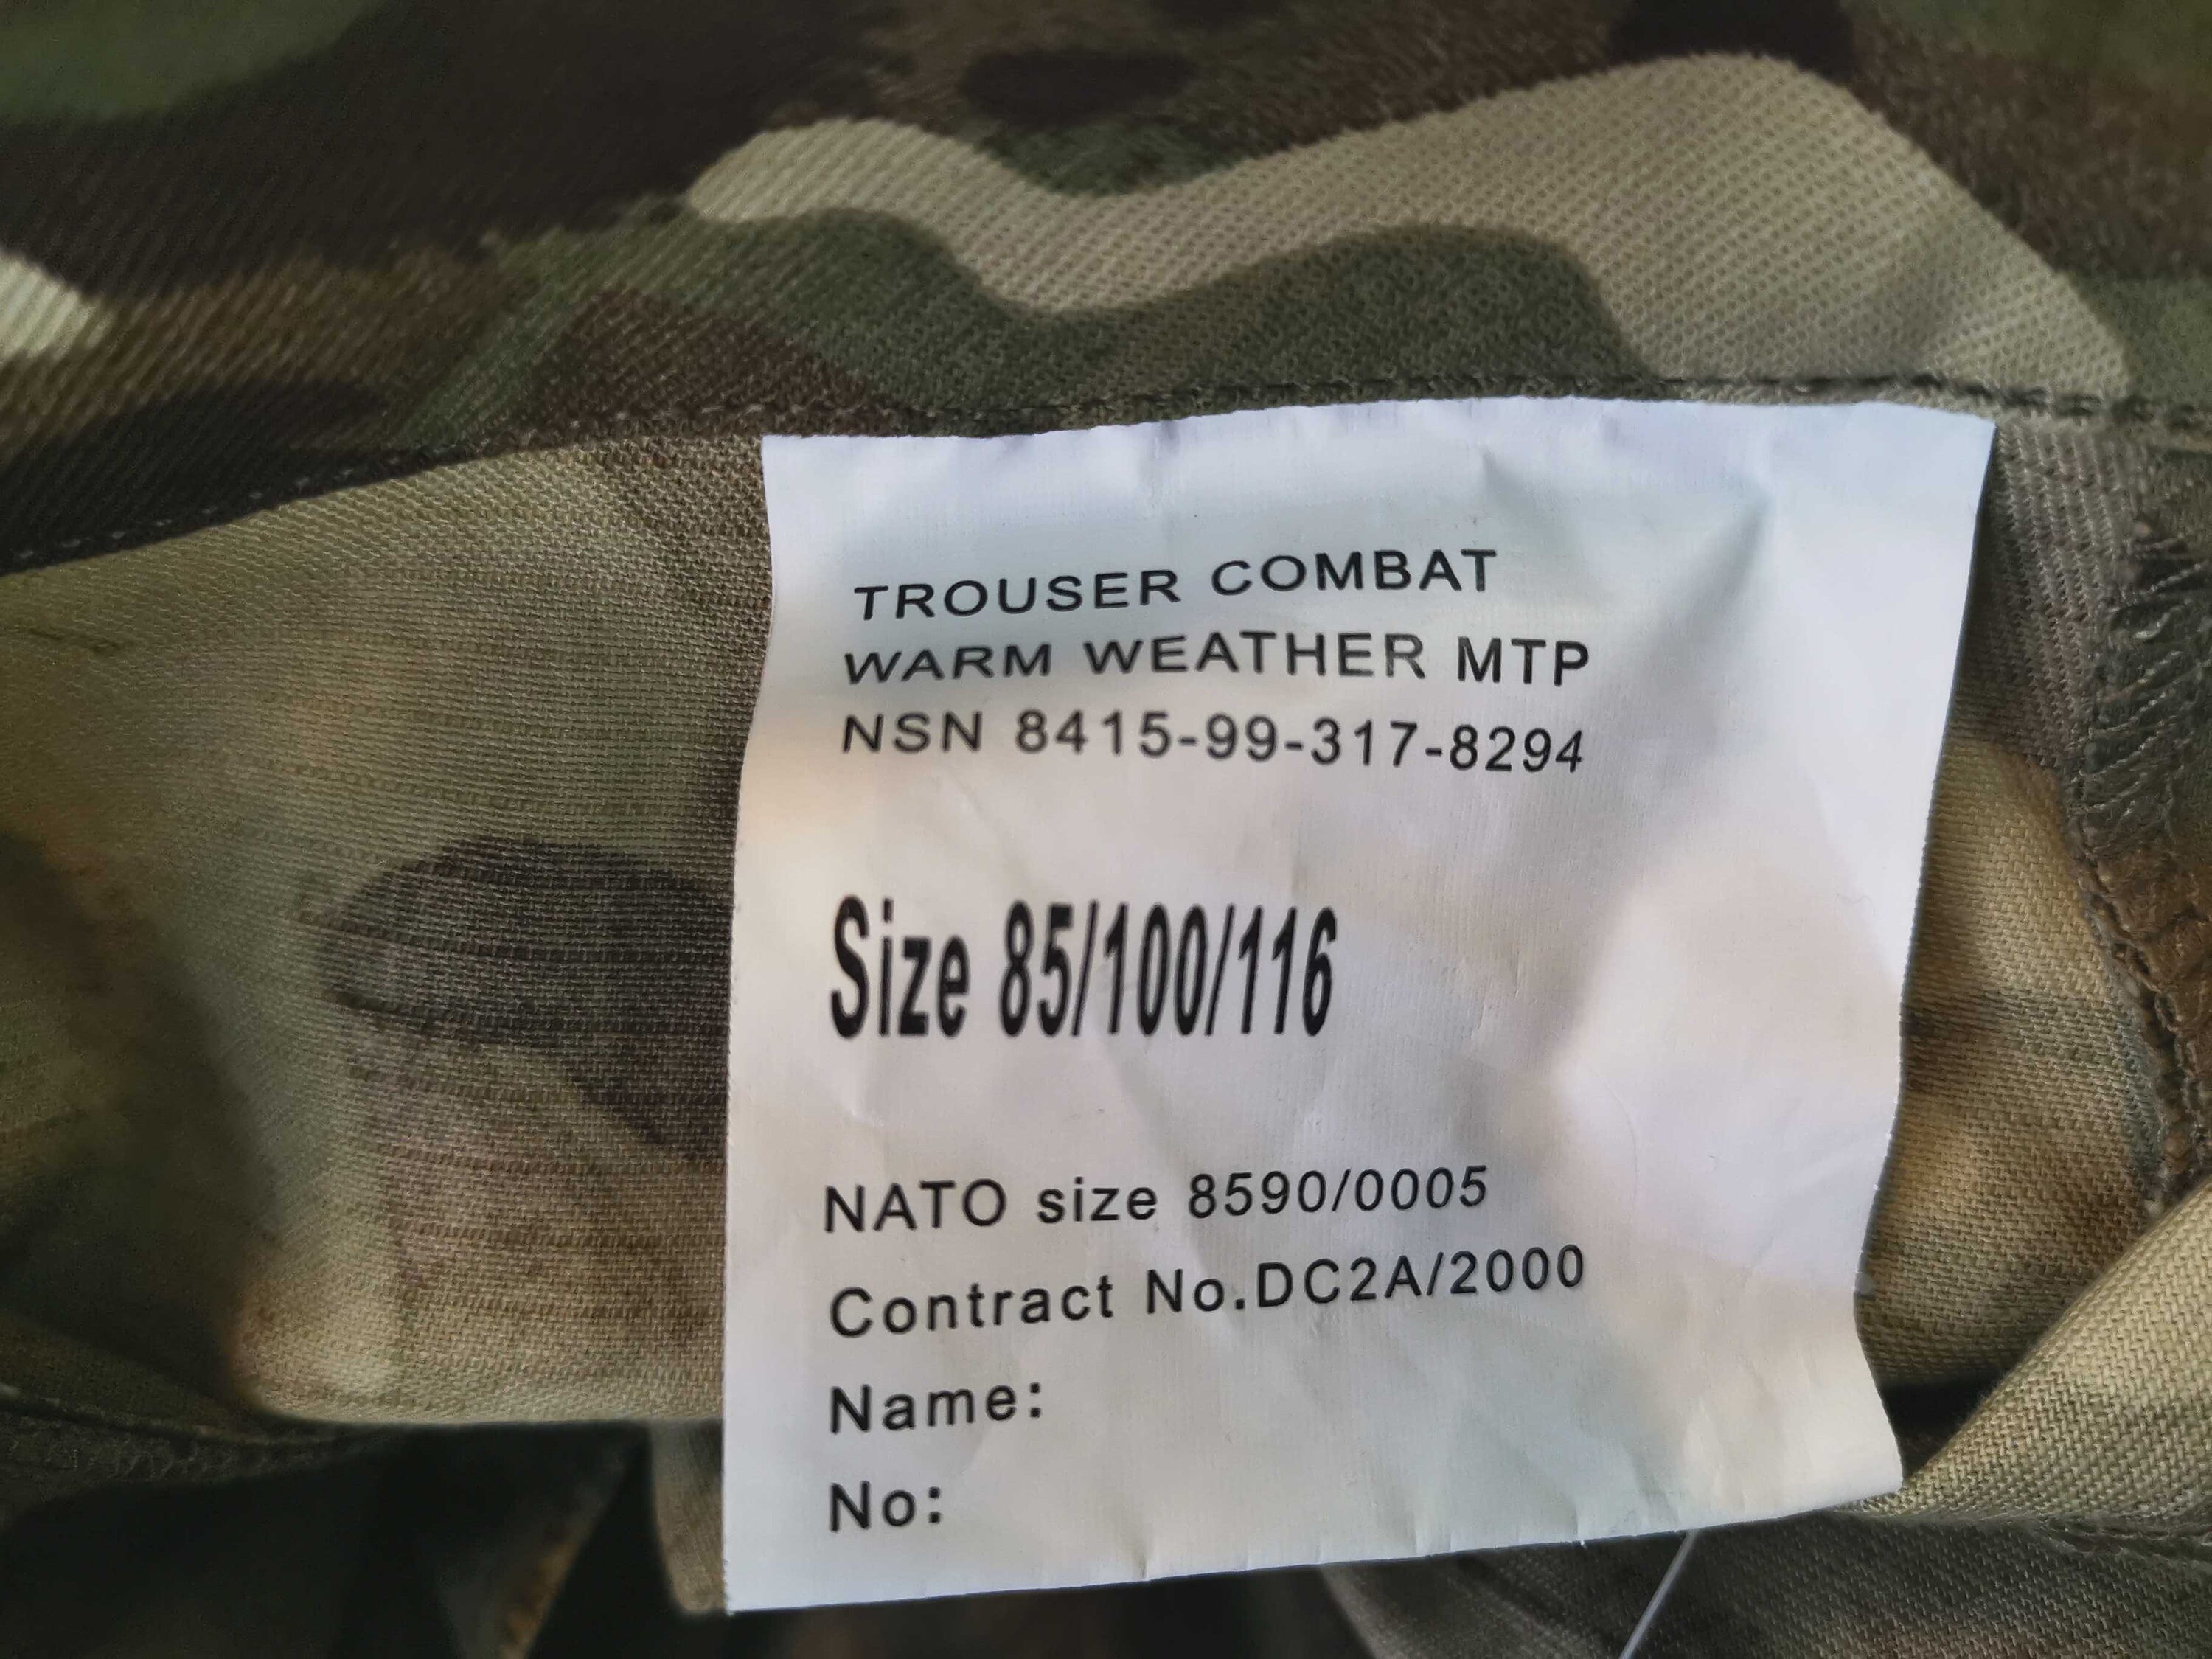 TROUSER COMBAT
WARM WEATHER MTP
NSN 8415-99-317-8294
Size 85/100/116
NATO size 8590/0005
Contract No.DC2A/2000
Name:
No: